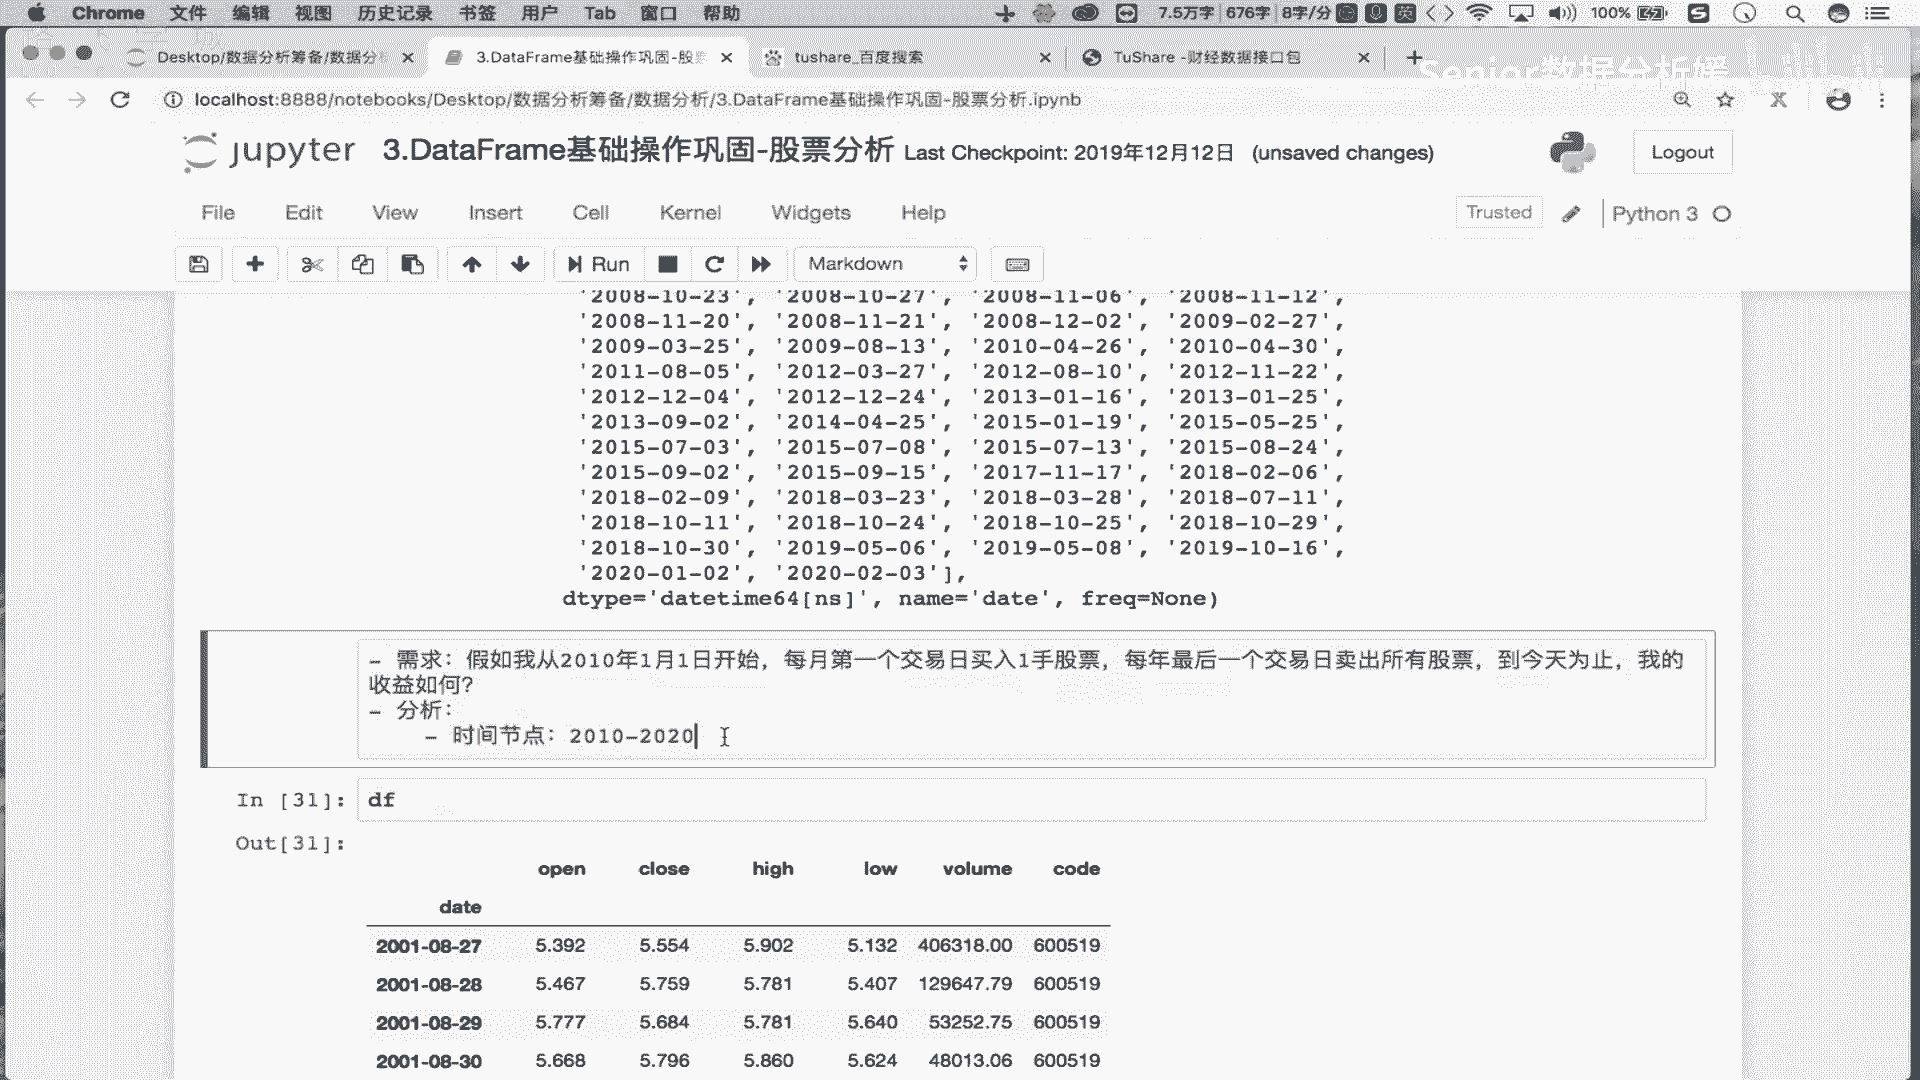 Chrome 文件 编辑 视图 历史记录 书签 用户 Tab 窗口 帮助 7.5万字 676字 8字/分 英 100%
Desktop/数据分析筹备/数据分析 3.DataFrame基础操作巩固-股票 tushare_百度搜索 TuShare -财经数据接口包
Senior数据分析媛 bilibili
localhost:8888/notebooks/Desktop/数据分析筹备/数据分析/3.DataFrame基础操作巩固-股票分析.ipynb
jupyter 3.DataFrame基础操作巩固-股票分析 Last Checkpoint: 2019年12月12日 (unsaved changes) Logout
File Edit View Insert Cell Kernel Widgets Help Trusted Python 3
Run Markdown
'2008-10-23', '2008-10-27', '2008-11-06', '2008-11-12',
'2008-11-20', '2008-11-21', '2008-12-02', '2009-02-27',
'2009-03-25', '2009-08-13', '2010-04-26', '2010-04-30',
'2011-08-05', '2012-03-27', '2012-08-10', '2012-11-22',
'2012-12-04', '2012-12-24', '2013-01-16', '2013-01-25',
'2013-09-02', '2014-04-25', '2015-01-19', '2015-05-25',
'2015-07-03', '2015-07-08', '2015-07-13', '2015-08-24',
'2015-09-02', '2015-09-15', '2017-11-17', '2018-02-06',
'2018-02-09', '2018-03-23', '2018-03-28', '2018-07-11',
'2018-10-11', '2018-10-24', '2018-10-25', '2018-10-29',
'2018-10-30', '2019-05-06', '2019-05-08', '2019-10-16',
'2020-01-02', '2020-02-03'],
dtype='datetime64[ns]', name='date', freq=None)
- 需求：假如我从2010年1月1日开始，每月第一个交易日买入1手股票，每年最后一个交易日卖出所有股票，到今天为止，我的
收益如何?
- 分析：
- 时间节点：2010-2020
In [31]: df
Out[31]:
open close high low volume code
date
2001-08-27 5.392 5.554 5.902 5.132 406318.00 600519
2001-08-28 5.467 5.759 5.781 5.407 129647.79 600519
2001-08-29 5.777 5.684 5.781 5.640 53252.75 600519
2001-08-30 5.668 5.796 5.860 5.624 48013.06 600519